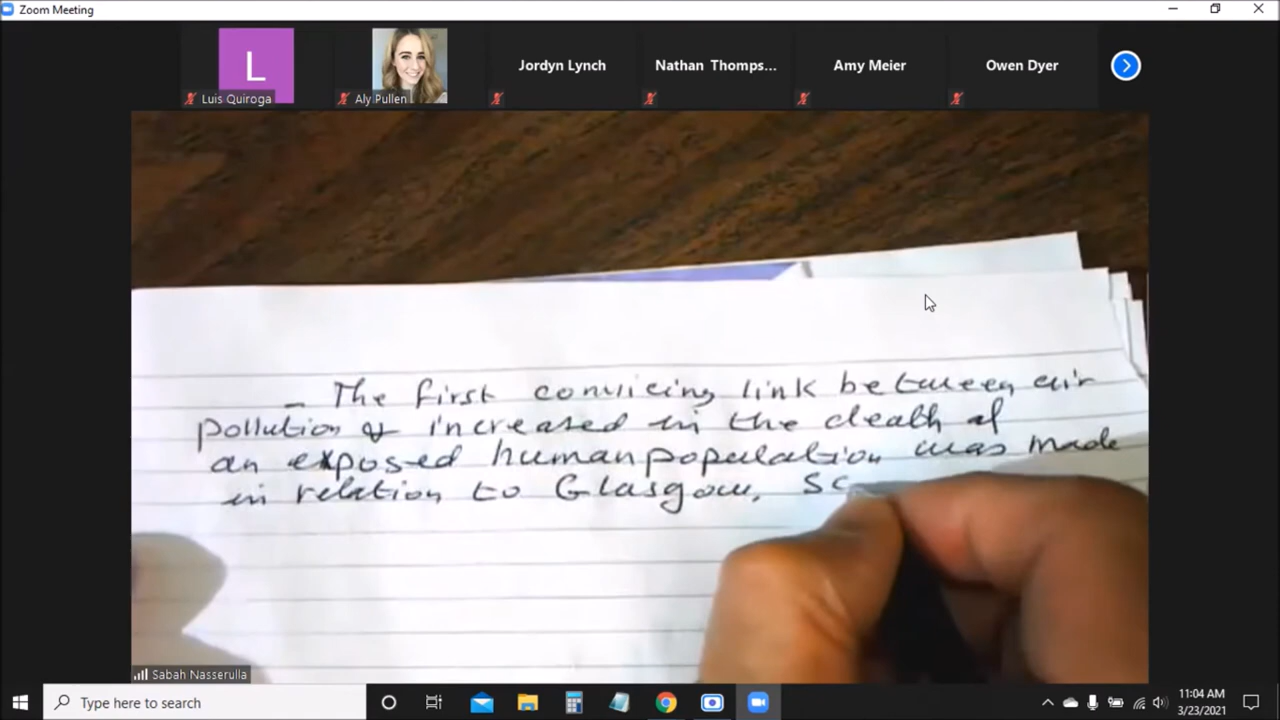 Zoom Meeting
L
Luis Quiroga
Aly Pullen
Jordyn Lynch
Nathan Thomps...
Amy Meier
Owen Dyer
The first convicing link between air
pollution & increased in the death of
an exposed human population was made
in relation to Glasgow, Sc
Sabah Nasserulla
Type here to search
11:04 AM
3/23/2021